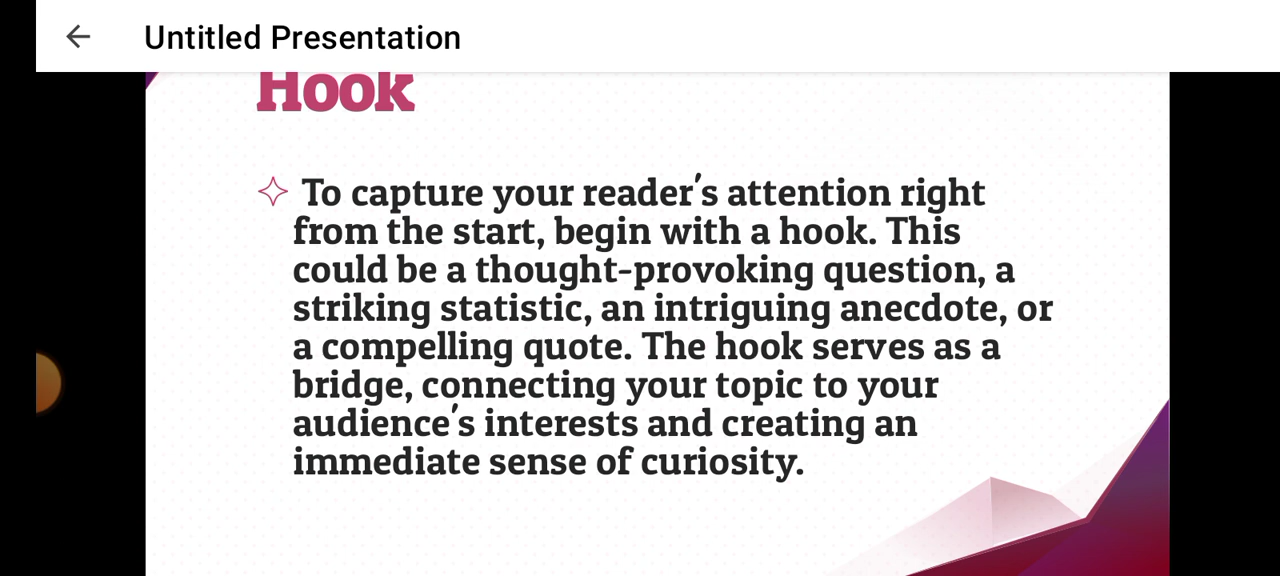 Untitled Presentation
Hook
To capture your reader's attention right
from the start, begin with a hook. This
could be a thought-provoking question, a
striking statistic, an intriguing anecdote, or
a compelling quote. The hook serves as a
bridge, connecting your topic to your
audience's interests and creating an
immediate sense of curiosity.